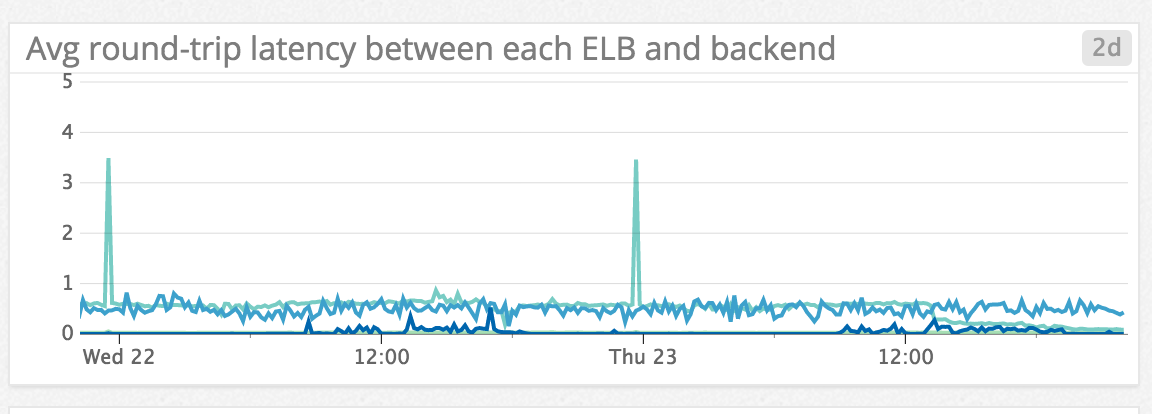 Avg round-trip latency between each ELB and backend
2d
5
4
3
2
1
0
Wed 22 12:00 Thu 23 12:00